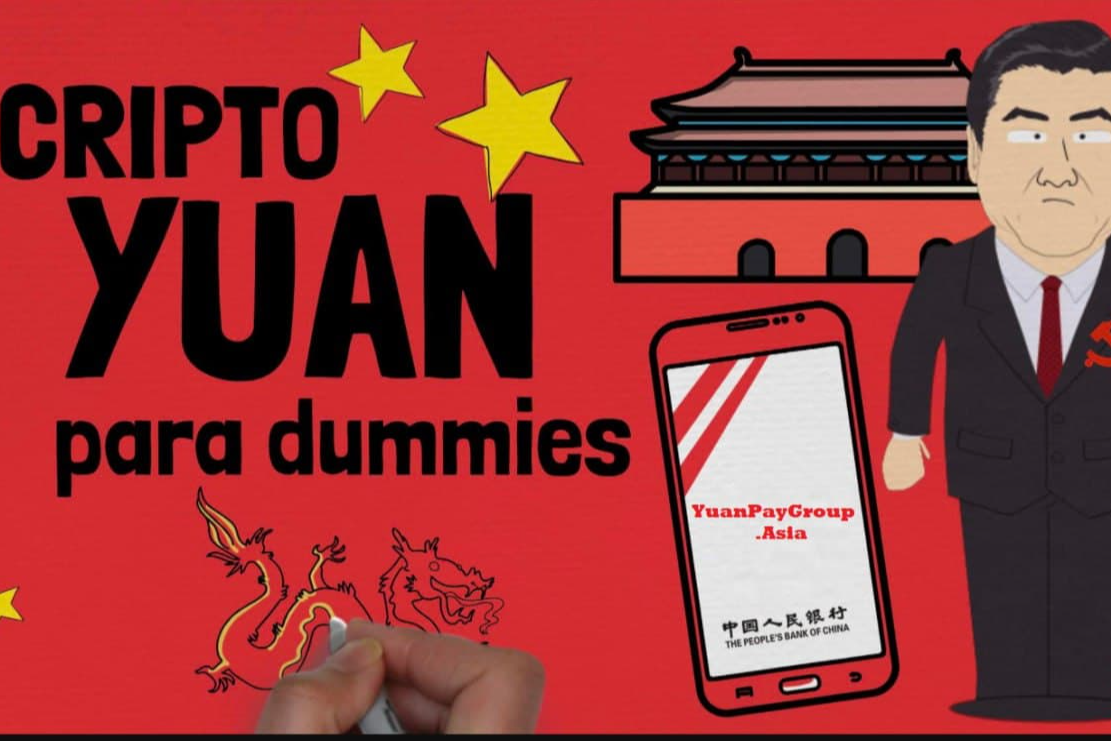 CRIPTO
YUAN
para dummies
YuanPayGroup
.Asia
中国人民银行
THE PEOPLE'S BANK OF CHINA